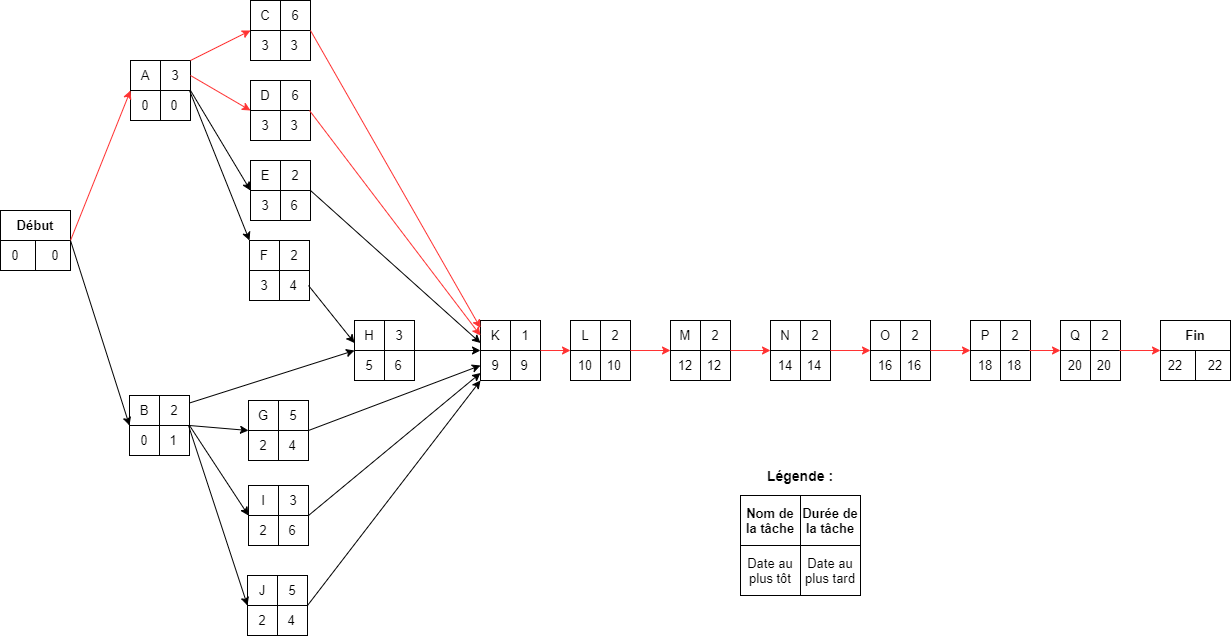 C 6
3 3
A 3
0 0
D 6
3 3
E 2
3 6
Début
0 0
F 2
3 4
H 3
5 6
K 1
9 9
L 2
10 10
M 2
12 12
N 2
14 14
O 2
16 16
P 2
18 18
Q 2
20 20
Fin
22 22
B 2
0 1
G 5
2 4
I 3
2 6
J 5
2 4
Légende :
Nom de
la tâche
Durée de
la tâche
Date au
plus tôt
Date au
plus tard